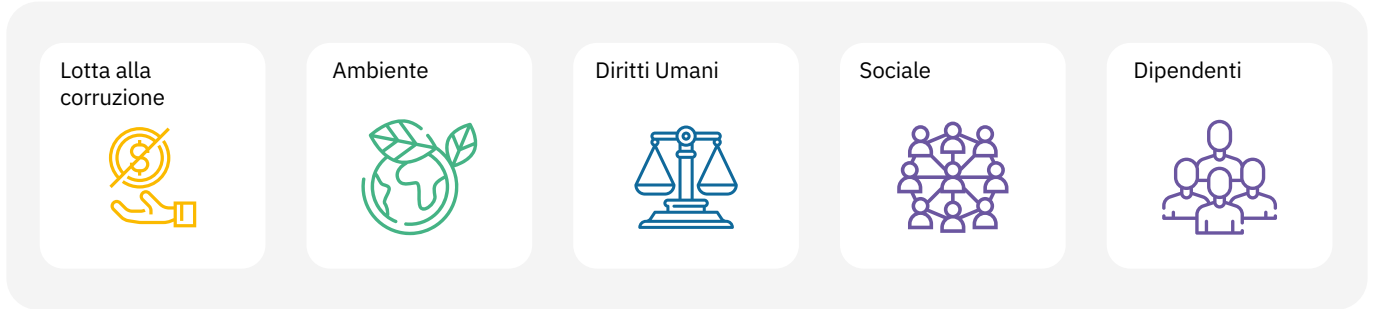 Lotta alla
corruzione
Ambiente
Diritti Umani
Sociale
Dipendenti